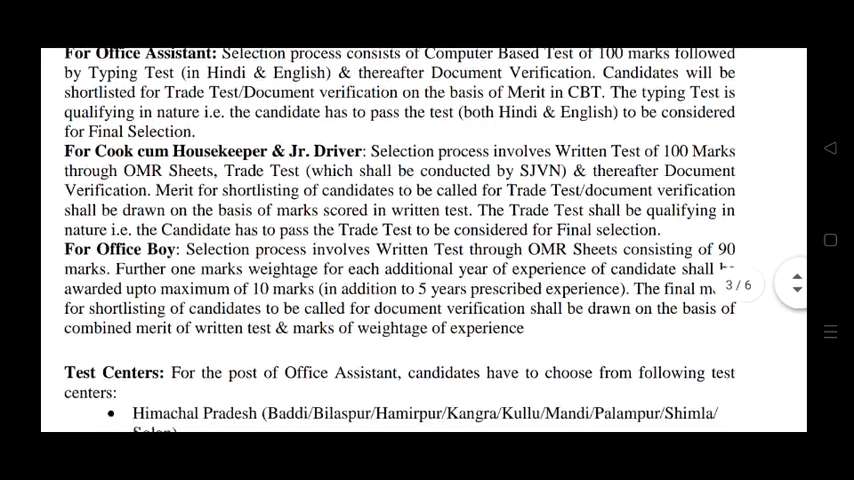 For Office Assistant: Selection process consists of Computer Based Test of 100 marks followed
by Typing Test (in Hindi & English) & thereafter Document Verification. Candidates will be
shortlisted for Trade Test/Document verification on the basis of Merit in CBT. The typing Test is
qualifying in nature i.e. the candidate has to pass the test (both Hindi & English) to be considered
for Final Selection.
For Cook cum Housekeeper & Jr. Driver: Selection process involves Written Test of 100 Marks
through OMR Sheets, Trade Test (which shall be conducted by SJVN) & thereafter Document
Verification. Merit for shortlisting of candidates to be called for Trade Test/document verification
shall be drawn on the basis of marks scored in written test. The Trade Test shall be qualifying in
nature i.e. the Candidate has to pass the Trade Test to be considered for Final selection.
For Office Boy: Selection process involves Written Test through OMR Sheets consisting of 90
marks. Further one marks weightage for each additional year of experience of candidate shall
awarded upto maximum of 10 marks (in addition to 5 years prescribed experience). The final
3 / 6
for shortlisting of candidates to be called for document verification shall be drawn on the basis of
combined merit of written test & marks of weightage of experience
Test Centers: For the post of Office Assistant, candidates have to choose from following test
centers:
• Himachal Pradesh (Baddi/Bilaspur/Hamirpur/Kangra/Kullu/Mandi/Palampur/Shimla/